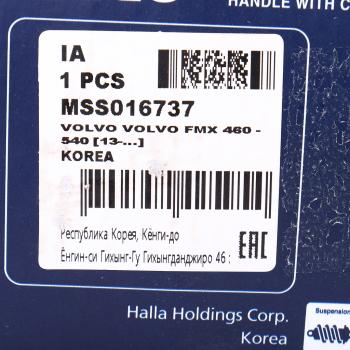 HANDLE WITH C
IA
1 PCS
MSS016737
VOLVO VOLVO FMX 460 -
540 [13-...]
KOREA
Республика Корея, Кёнги-до
Ёнгин-си Гихынг-Гу Гихынгданджиро 46 :
EAC
Halla Holdings Corp.
Korea
Suspension